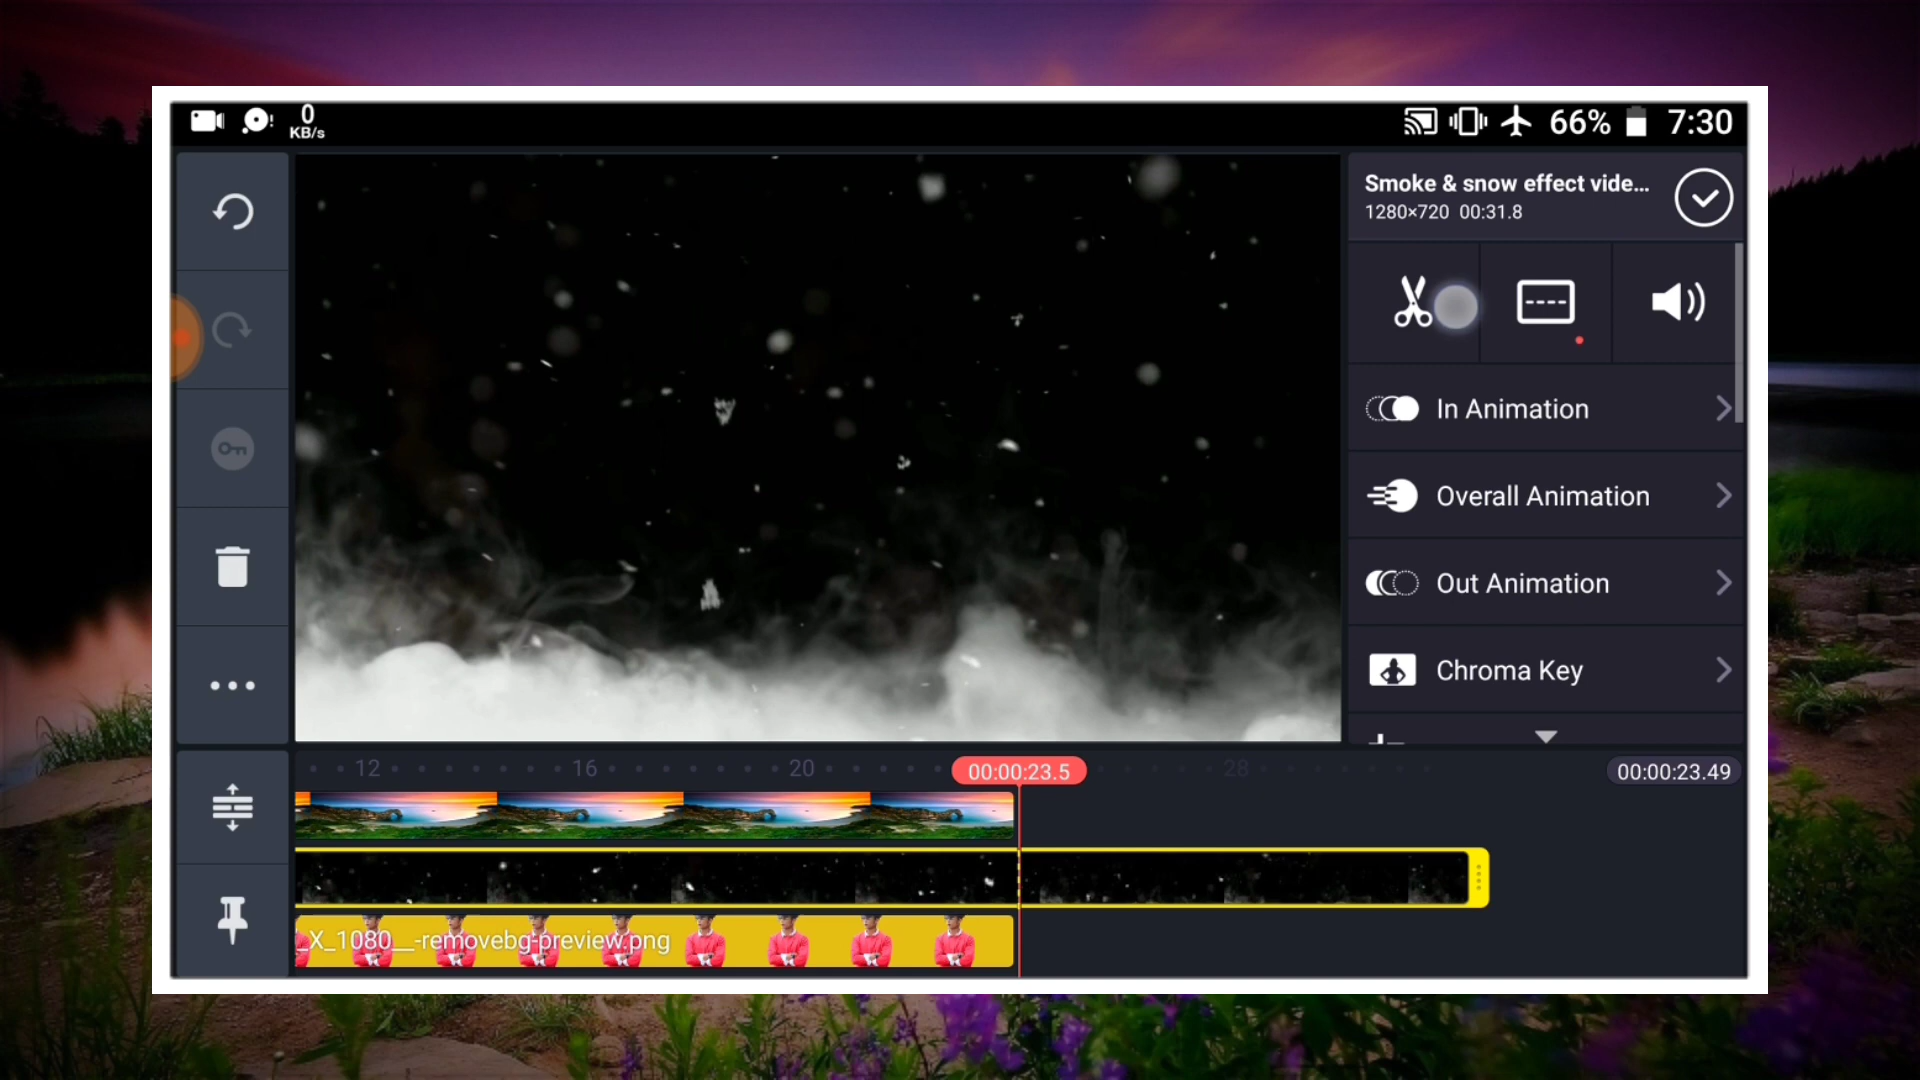 0
KB/s
66%
7:30
Smoke & snow effect vide...
1280×720 00:31.8
In Animation
Overall Animation
Out Animation
Chroma Key
12
16
20
00:00:23.5
28
00:00:23.49
_X_1080__-removebg-preview.png